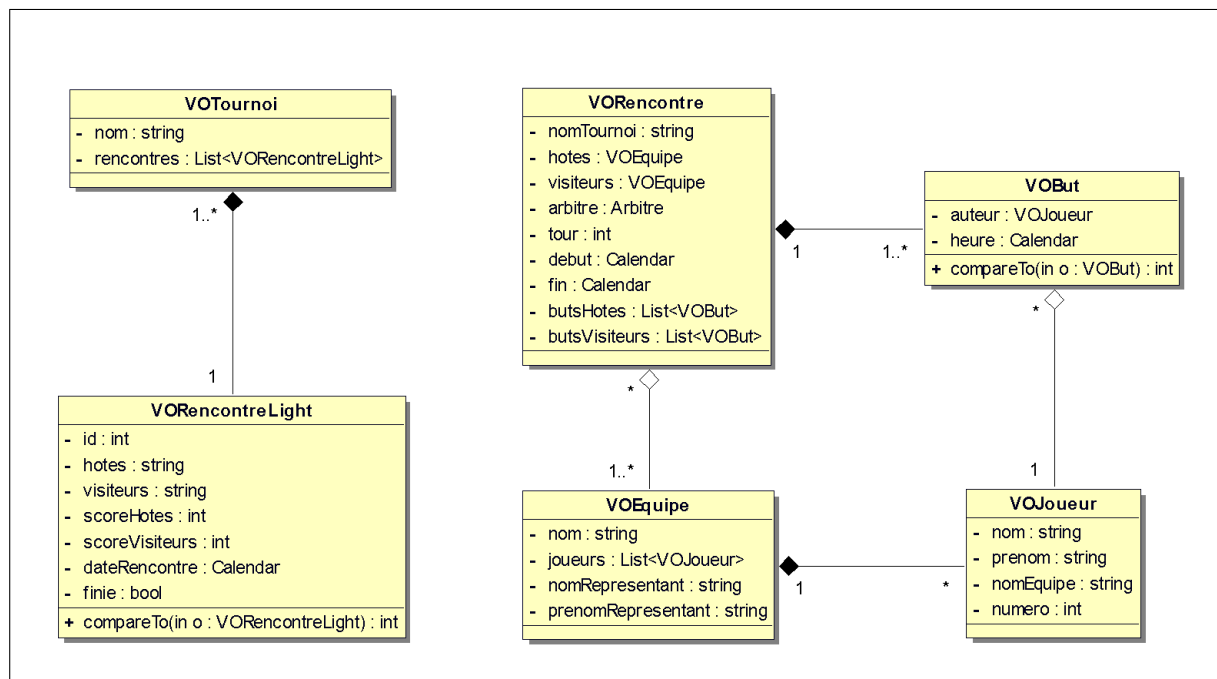 VOTournoi
- nom : string
- rencontres : List<VORencontreLight>
1..*
1
VORencontreLight
- id : int
- hotes : string
- visiteurs : string
- scoreHotes : int
- scoreVisiteurs : int
- dateRencontre : Calendar
- finie : bool
+ compareTo(in o : VORencontreLight) : int
VORencontre
- nomTournoi : string
- hotes : VOEquipe
- visiteurs : VOEquipe
- arbitre : Arbitre
- tour : int
- debut : Calendar
- fin : Calendar
- butsHotes : List<VOBut>
- butsVisiteurs : List<VOBut>
1
1..*
VOBut
- auteur : VOJoueur
- heure : Calendar
+ compareTo(in o : VOBut) : int
*
1..*
*
1
VOEquipe
- nom : string
- joueurs : List<VOJoueur>
- nomRepresentant : string
- prenomRepresentant : string
1
*
VOJoueur
- nom : string
- prenom : string
- nomEquipe : string
- numero : int